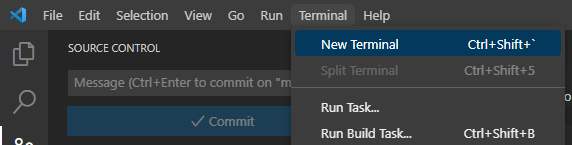 File Edit Selection View Go Run Terminal Help
SOURCE CONTROL
New Terminal Ctrl+Shift+`
Message (Ctrl+Enter to commit on "m
Split Terminal Ctrl+Shift+5
Commit
Run Task...
Run Build Task... Ctrl+Shift+B